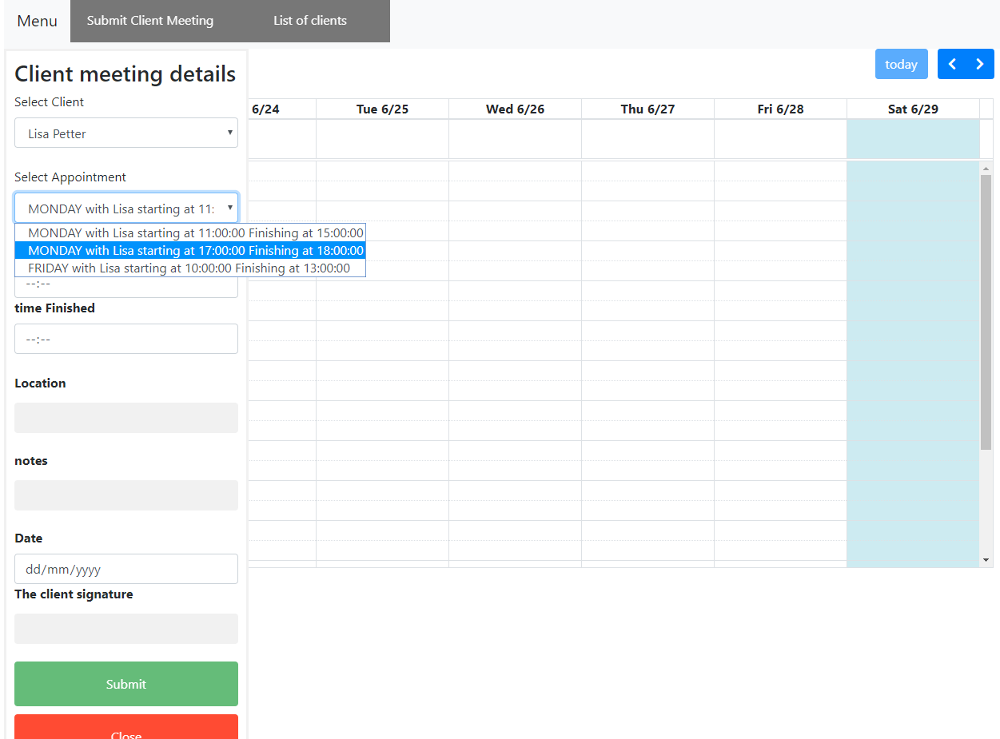 Menu
Submit Client Meeting
List of clients
today
Client meeting details
Select Client
Lisa Petter
Select Appointment
MONDAY with Lisa starting at 11:
MONDAY with Lisa starting at 11:00:00 Finishing at 15:00:00
MONDAY with Lisa starting at 17:00:00 Finishing at 18:00:00
FRIDAY with Lisa starting at 10:00:00 Finishing at 13:00:00
--:--
time Finished
--:--
Location
notes
Date
dd/mm/yyyy
The client signature
Submit
Close
6/24 Tue 6/25 Wed 6/26 Thu 6/27 Fri 6/28 Sat 6/29